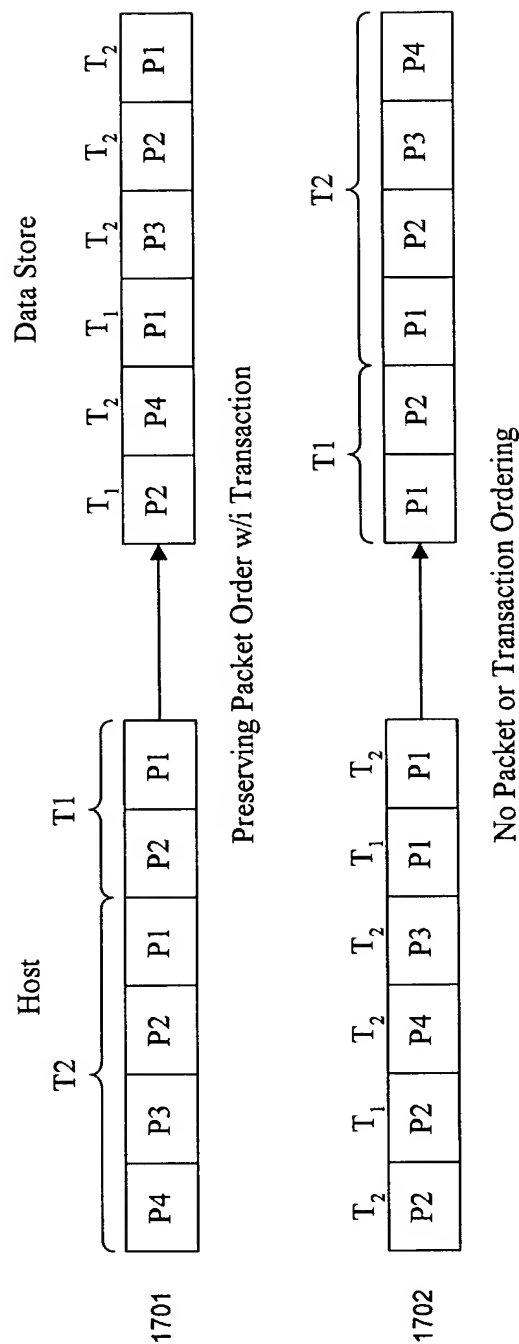 Host Data Store
T2 T1 T₁ T₂ T₁ T₂ T₂ T₂
1701 P4 P3 P2 P1 P2 P1 P2 P4 P1 P3 P2 P1
Preserving Packet Order w/i Transaction
T₂ T₁ T₂ T₂ T₁ T₂ T1 T2
1702 P2 P2 P4 P3 P1 P1 P1 P2 P1 P2 P3 P4
No Packet or Transaction Ordering